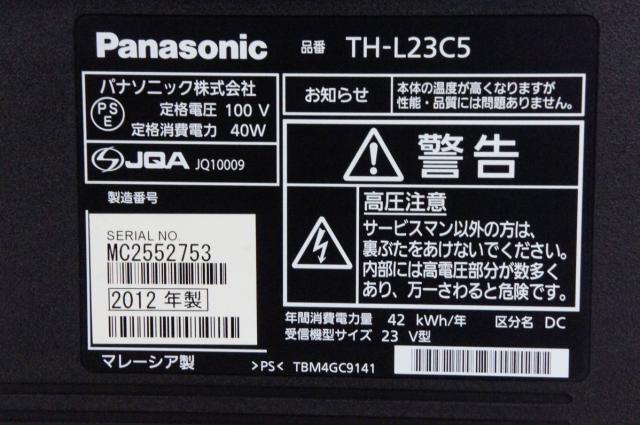 Panasonic
品番 TH-L23C5
パナソニック株式会社
PS
E
定格電圧 100 V
定格消費電力 40W
JQA JQ10009
お知らせ
本体の温度が高くなりますが
性能・品質には問題ありません。
警告
高圧注意
サービスマン以外の方は、
裏ぶたをあけないでください。
内部には高電圧部分が数多く
あり、万一さわると危険です。
製造番号
SERIAL NO.
MC2552753
2012 年製
マレーシア製
年間消費電力量 42 kWh/年 区分名 DC
受信機型サイズ 23 V型
>PS< TBM4GC9141